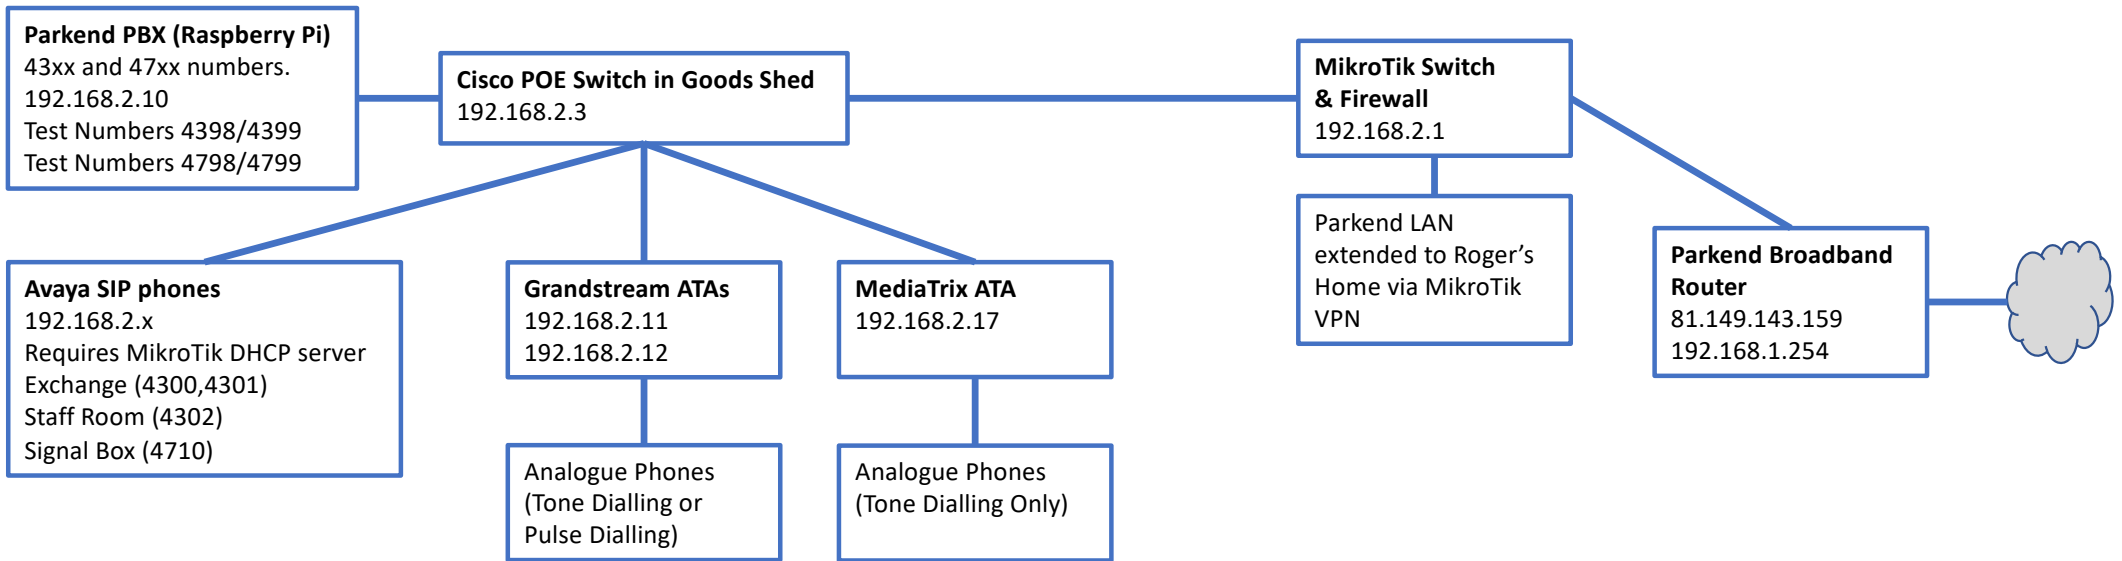 Parkend PBX (Raspberry Pi)
43xx and 47xx numbers.
192.168.2.10
Test Numbers 4398/4399
Test Numbers 4798/4799
Cisco POE Switch in Goods Shed
192.168.2.3
MikroTik Switch
& Firewall
192.168.2.1
Parkend LAN
extended to Roger’s
Home via MikroTik
VPN
Parkend Broadband
Router
81.149.143.159
192.168.1.254
Avaya SIP phones
192.168.2.x
Requires MikroTik DHCP server
Exchange (4300,4301)
Staff Room (4302)
Signal Box (4710)
Grandstream ATAs
192.168.2.11
192.168.2.12
MediaTrix ATA
192.168.2.17
Analogue Phones
(Tone Dialling or
Pulse Dialling)
Analogue Phones
(Tone Dialling Only)